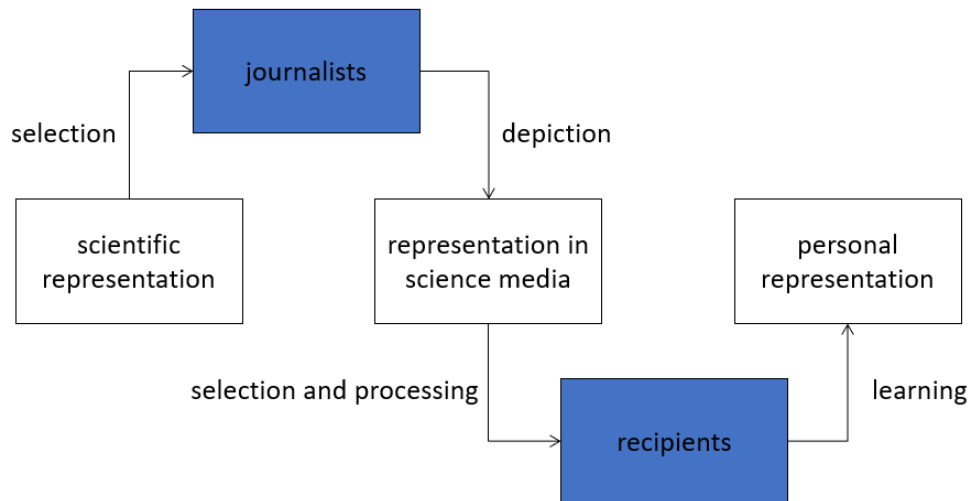 journalists
selection
depiction
scientific
representation
representation in
science media
personal
representation
selection and processing
learning
recipients